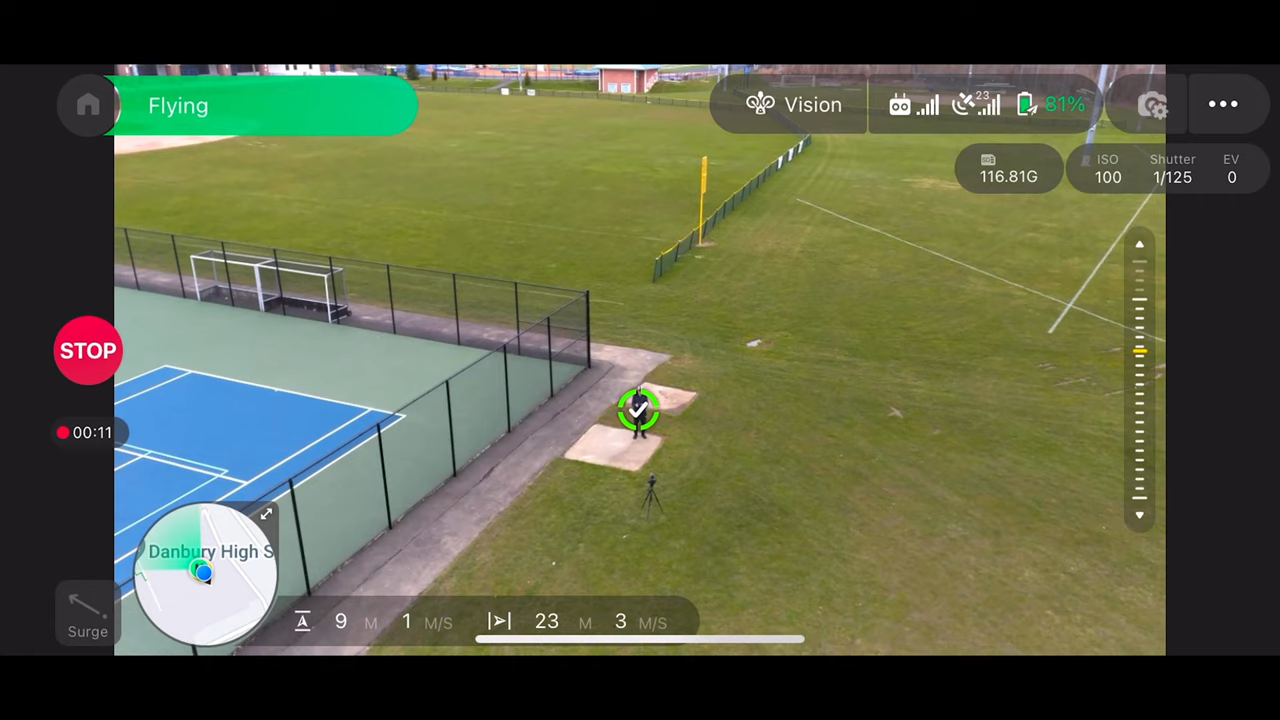 Flying
Vision
23
81%
116.81G
ISO
Shutter
EV
100
1/125
0
STOP
00:11
Danbury High S
Surge
9 M 1 M/S
23 M 3 M/S